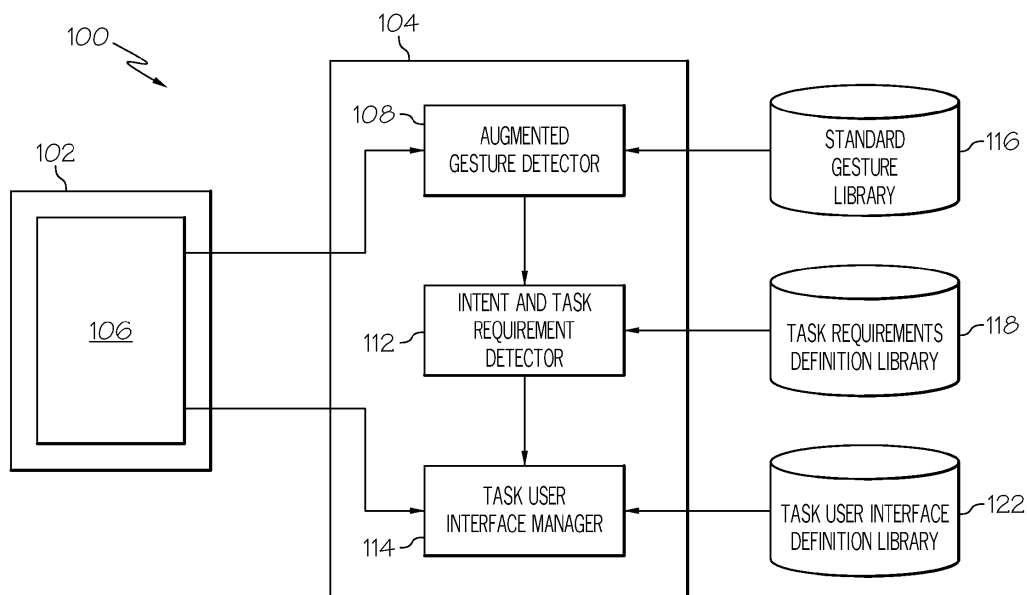 100
104
108
AUGMENTED
GESTURE DETECTOR
STANDARD
GESTURE
LIBRARY
116
102
106
INTENT AND TASK
REQUIREMENT
DETECTOR
112
TASK REQUIREMENTS
DEFINITION LIBRARY
118
TASK USER
INTERFACE MANAGER
114
TASK USER INTERFACE
DEFINITION LIBRARY
122